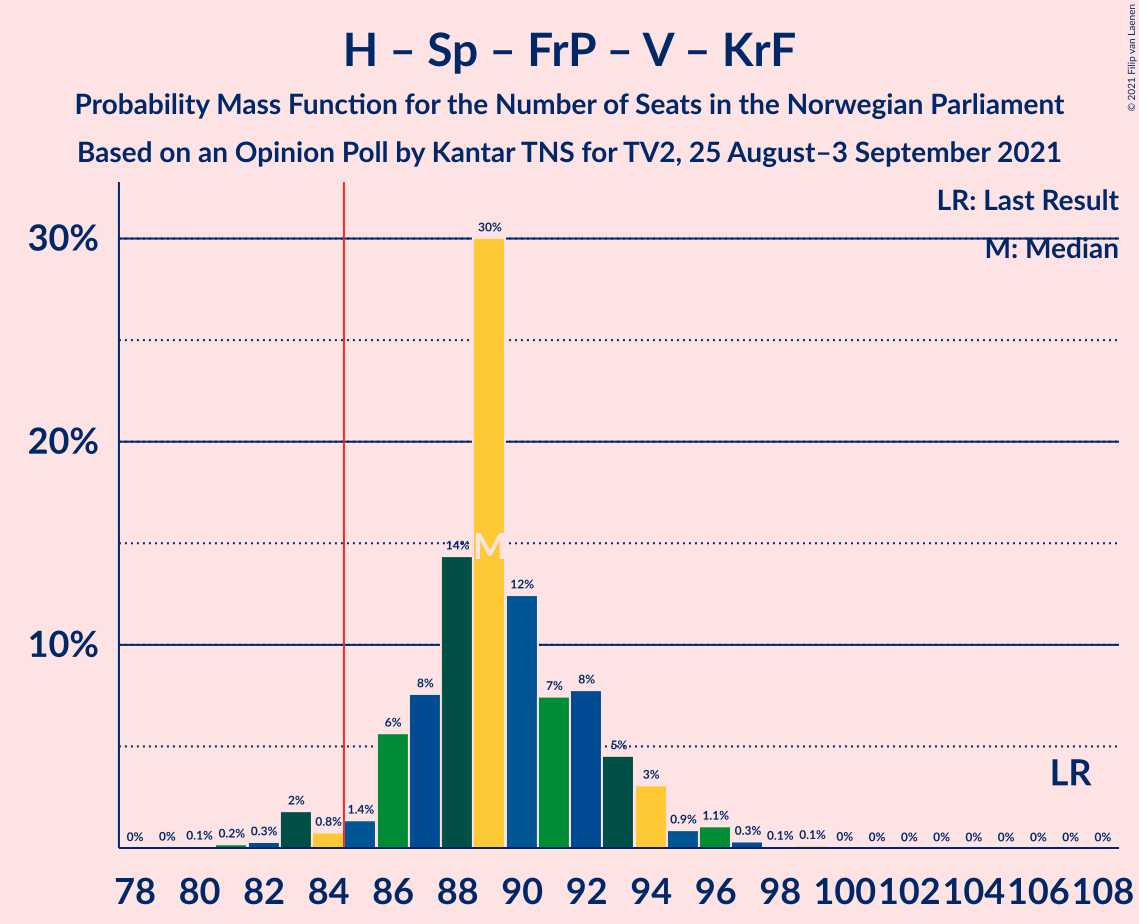 © 2021 Filip van Laenen
H – Sp – FrP – V – KrF
Probability Mass Function for the Number of Seats in the Norwegian Parliament
Based on an Opinion Poll by Kantar TNS for TV2, 25 August–3 September 2021
LR: Last Result
M: Median
30%
20%
10%
0% 0% 0.1% 0.2% 0.3% 2% 0.8% 1.4% 6% 8% 14% 30% 12% 7% 8% 5% 3% 0.9% 1.1% 0.3% 0.1% 0.1% 0% 0% 0% 0% 0% 0% 0% 0% 0%
M
LR
78 80 82 84 86 88 90 92 94 96 98 100 102 104 106 108